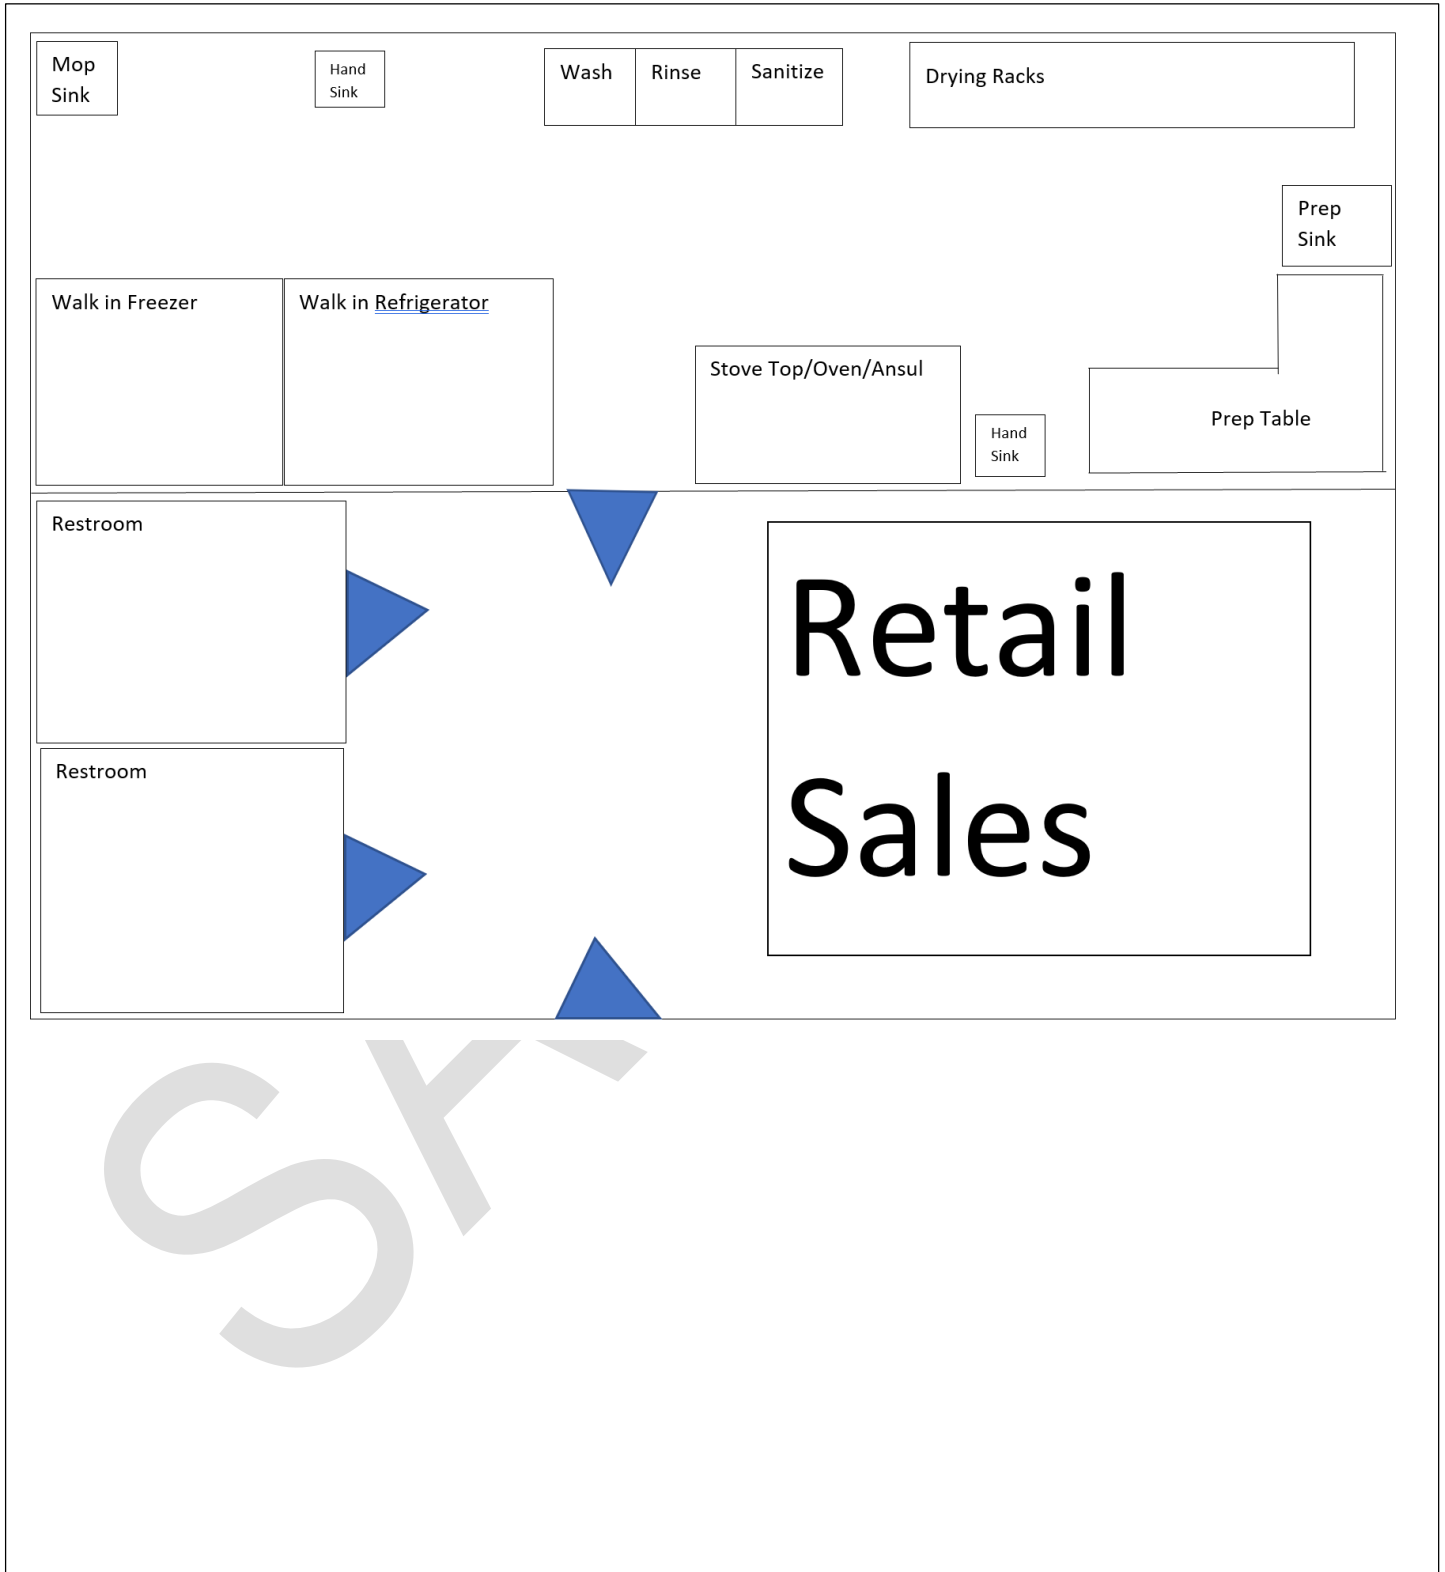 Mop
Sink
Hand
Sink
Wash
Rinse
Sanitize
Drying Racks
Prep
Sink
Walk in Freezer
Walk in Refrigerator
Stove Top/Oven/Ansul
Hand
Sink
Prep Table
Restroom
Retail
Sales
Restroom
SA